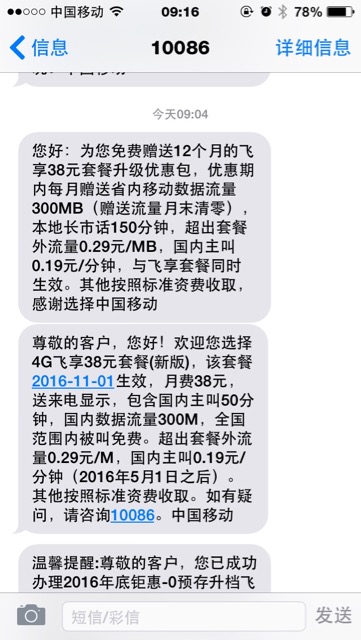 中国移动
09:16
78%
信息
10086
详细信息
今天09:04
您好：为您免费赠送12个月的飞
享38元套餐升级优惠包，优惠期
内每月赠送省内移动数据流量
300MB（赠送流量月末清零），
本地长市话150分钟，超出套餐
外流量0.29元/MB，国内主叫
0.19元/分钟，与飞享套餐同时
生效。其他按照标准资费收取，
感谢选择中国移动
尊敬的客户，您好！欢迎您选择
4G飞享38元套餐(新版)，该套餐
2016-11-01生效，月费38元，
送来电显示，包含国内主叫50分
钟，国内数据流量300M，全国
范围内被叫免费。超出套餐外流
量0.29元/M，国内主叫0.19元/
分钟（2016年5月1日之后）。
其他按照标准资费收取。如有疑
问，请咨询10086。中国移动
温馨提醒:尊敬的客户，您已成功
办理2016年底钜惠-0预存升档飞
短信/彩信
发送